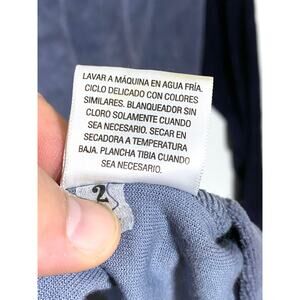 LAVAR A MÁQUINA EN AGUA FRÍA.
CICLO DELICADO CON COLORES
SIMILARES. BLANQUEADOR SIN
CLORO SOLAMENTE CUANDO
SEA NECESARIO. SECAR EN
SECADORA A TEMPERATURA
BAJA. PLANCHA TIBIA CUANDO
SEA NECESARIO.
2